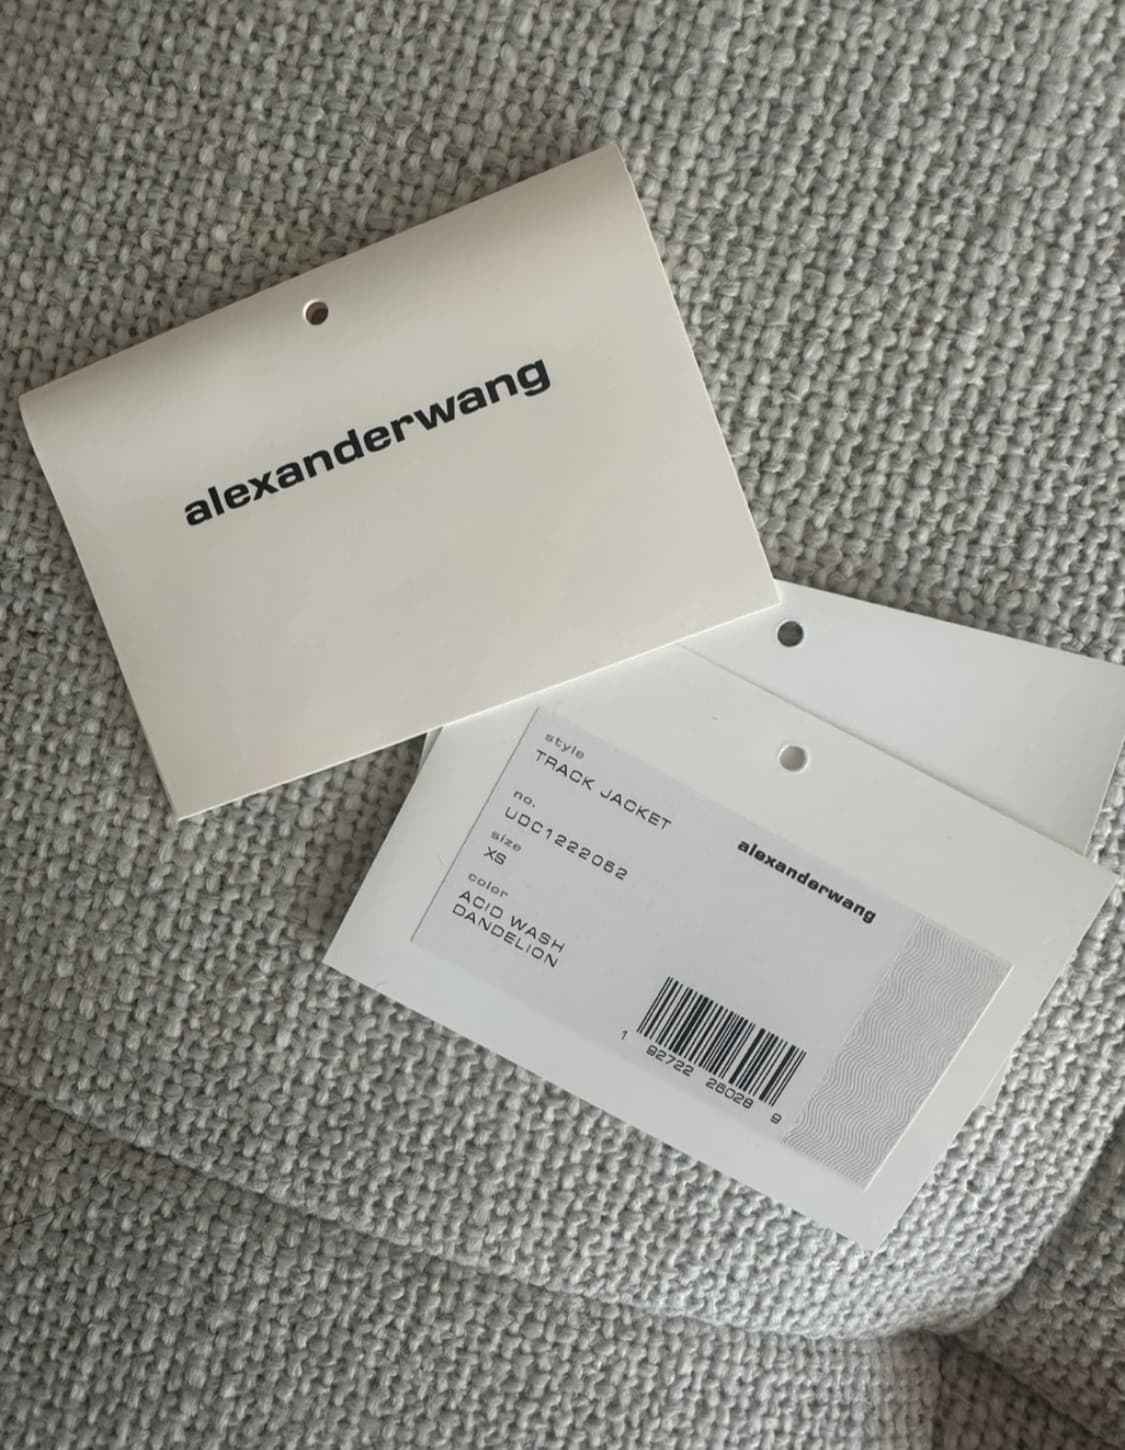 alexanderwang
style
TRACK JACKET
no.
UDC1222062
size
XS
color
ACID WASH
DANDELION
alexanderwang
1 92722 26028 9